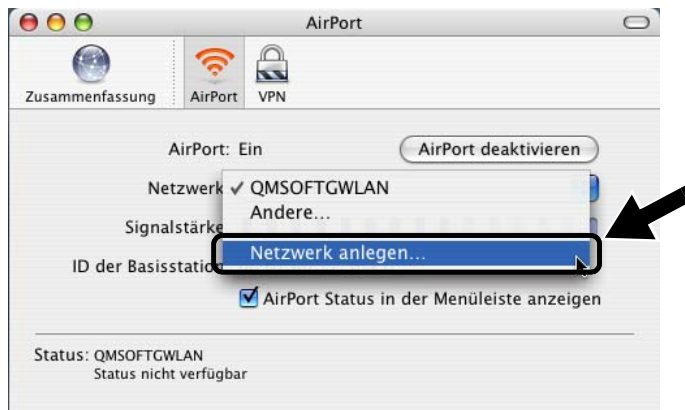 AirPort
Zusammenfassung AirPort VPN
AirPort: Ein AirPort deaktivieren
Netzwerk ✓ QMSOFTGWLAN
Andere...
Signalstärke
Netzwerk anlegen...
ID der Basisstation
AirPort Status in der Menüleiste anzeigen
Status: QMSOFTGWLAN
Status nicht verfügbar